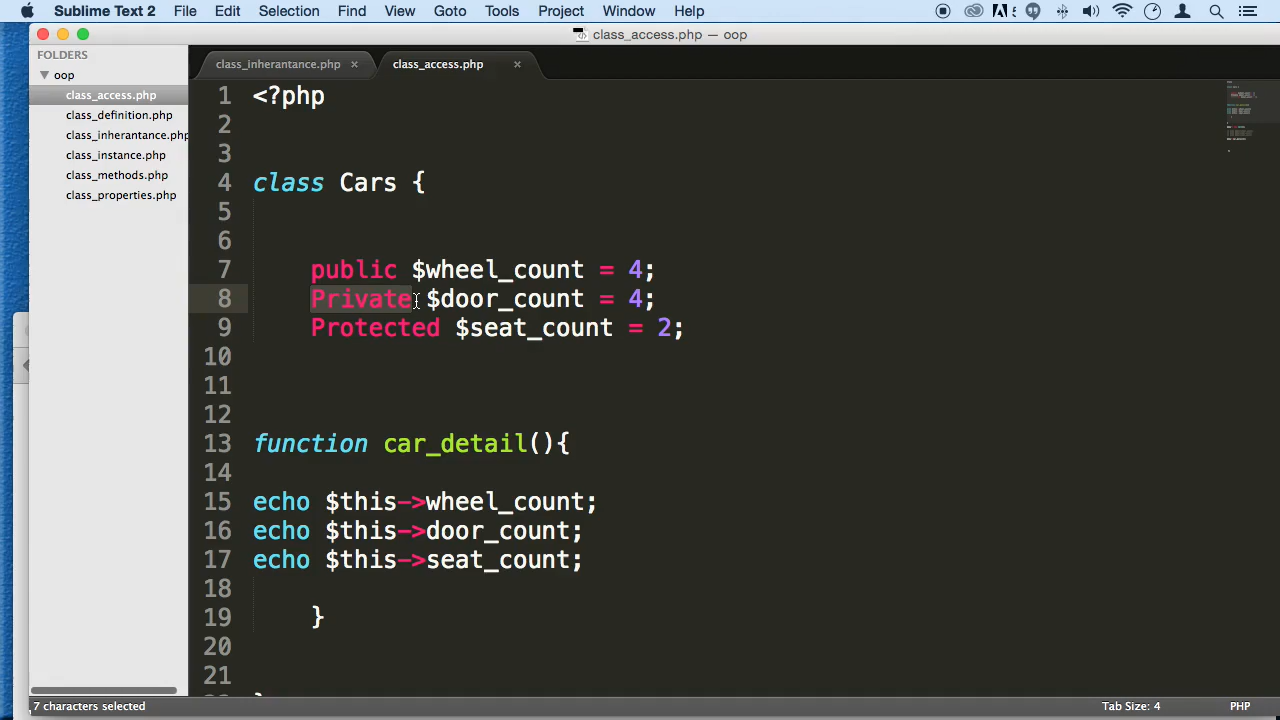 Sublime Text 2 File Edit Selection Find View Goto Tools Project Window Help
class_access.php — oop
FOLDERS
oop
class_access.php
class_definition.php
class_inherantance.php
class_instance.php
class_methods.php
class_properties.php
class_inherantance.php × class_access.php ×
1 <?php
2
3
4 class Cars {
5
6
7 public $wheel_count = 4;
8 Private $door_count = 4;
9 Protected $seat_count = 2;
10
11
12
13 function car_detail(){
14
15 echo $this->wheel_count;
16 echo $this->door_count;
17 echo $this->seat_count;
18
19 }
20
21
7 characters selected Tab Size: 4 PHP